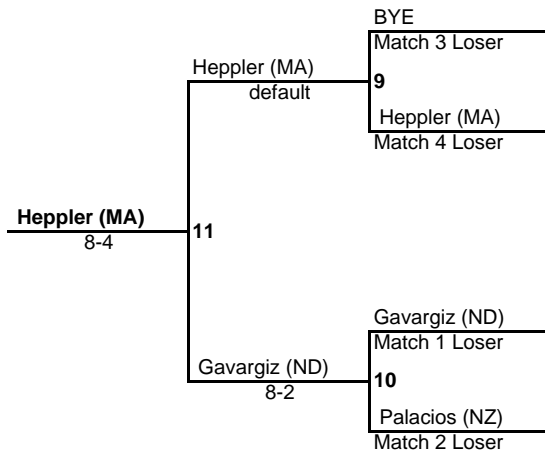 BYE
Match 3 Loser
Heppler (MA)
default
9
Heppler (MA)
Match 4 Loser
Heppler (MA)
8-4
11
Gavargiz (ND)
Match 1 Loser
Gavargiz (ND)
8-2
10
Palacios (NZ)
Match 2 Loser